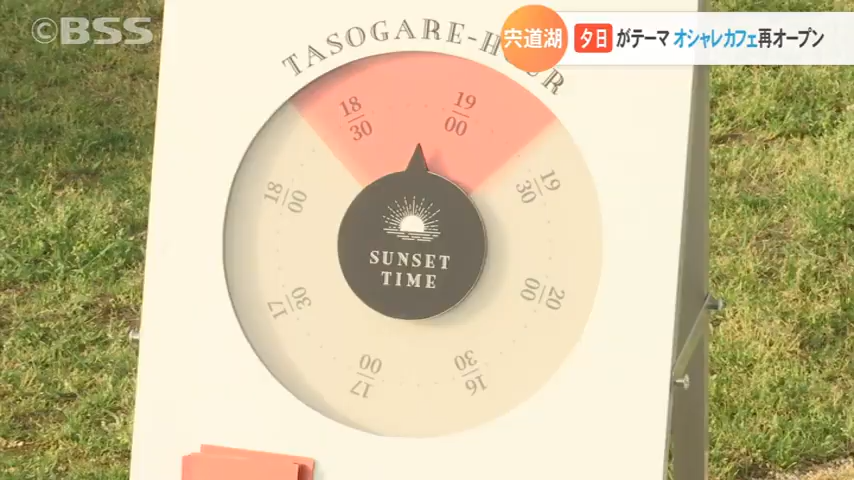 ©BSS
宍道湖
夕日がテーマ オシャレカフェ再オープン
TASOGARE-HOUR
18/30
19/00
19/30
20/00
16/30
17/00
17/30
18/00
SUNSET
TIME